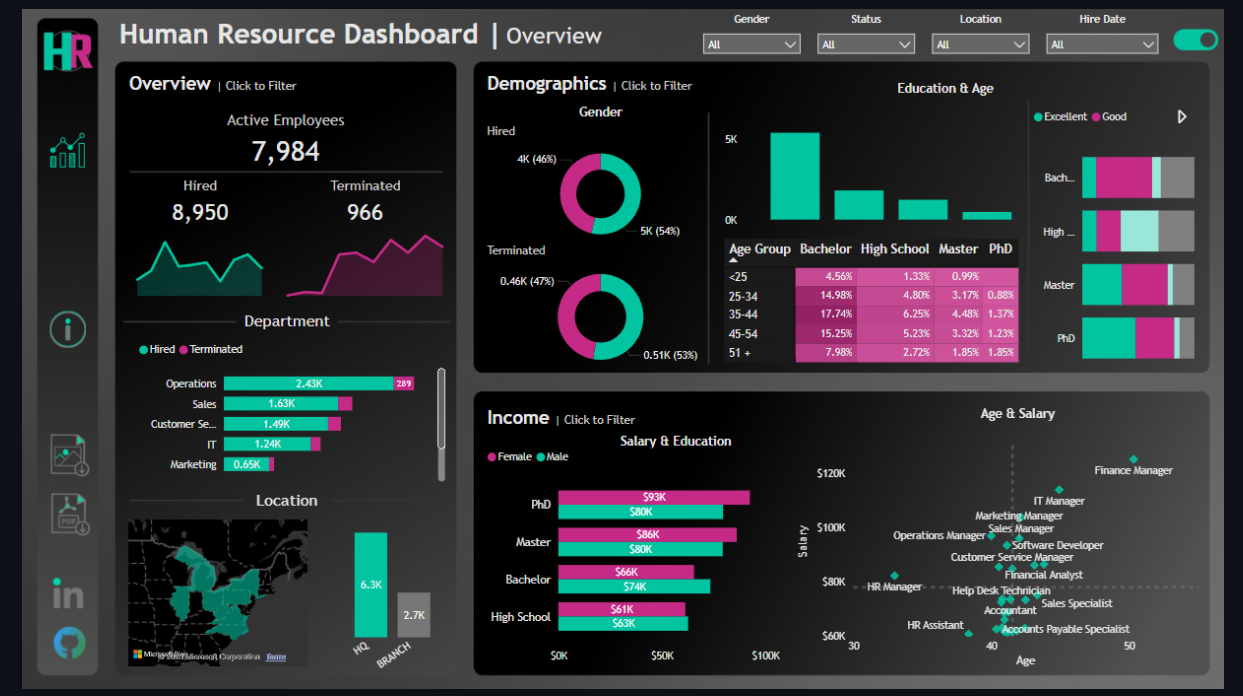 HR
Human Resource Dashboard | Overview
Gender
All
Status
All
Location
All
Hire Date
All
Overview | Click to Filter
Active Employees
7,984
Hired
8,950
Terminated
966
Department
Hired Terminated
Operations 2.43K 289
Sales 1.63K
Customer Se... 1.49K
IT 1.24K
Marketing 0.65K
Location
Microsoft
Microsoft Corporation Terms
6.3K
2.7K
HQ
BRANCH
PDF
in
Demographics | Click to Filter
Gender
Hired
4K (46%)
5K (54%)
Terminated
0.46K (47%)
0.51K (53%)
Education & Age
5K
0K
Age Group Bachelor High School Master PhD
<25 4.56% 1.33% 0.99%
25-34 14.98% 4.80% 3.17% 0.88%
35-44 17.74% 6.25% 4.48% 1.37%
45-54 15.25% 5.23% 3.32% 1.23%
51 + 7.98% 2.72% 1.85% 1.85%
Excellent Good
Bach...
High ...
Master
PhD
Income | Click to Filter
Salary & Education
Female Male
PhD $93K
$80K
Master $86K
$80K
Bachelor $66K
$74K
High School $61K
$63K
$0K $50K $100K
Age & Salary
Salary
$120K
$100K
$80K
$60K
Finance Manager
IT Manager
Marketing Manager
Sales Manager
Operations Manager
Software Developer
Customer Service Manager
Financial Analyst
HR Manager
Help Desk Technician
Sales Specialist
Accountant
HR Assistant
Accounts Payable Specialist
30 40 50
Age